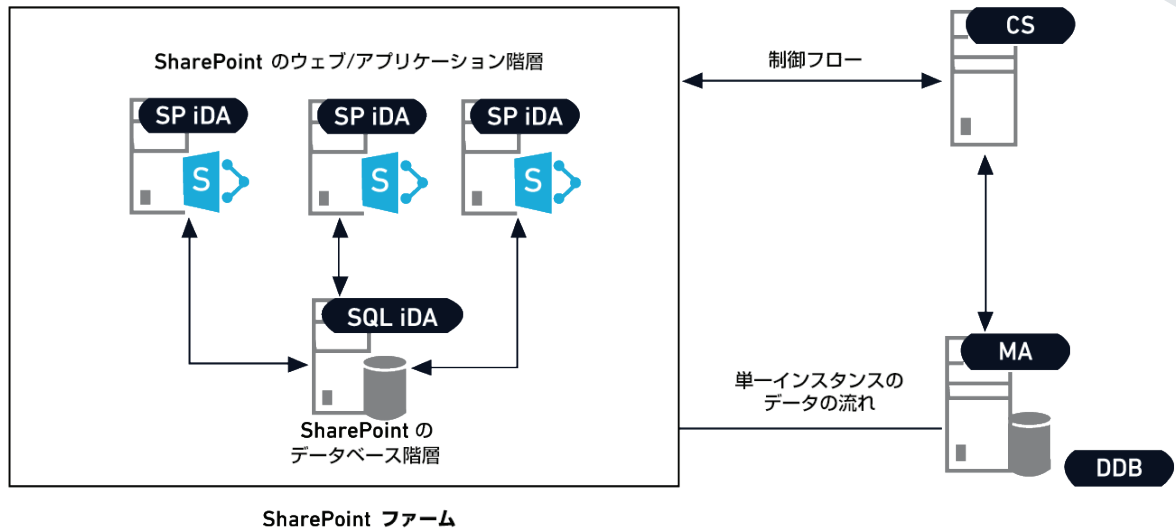 SharePoint のウェブ/アプリケーション階層
SP iDA
SP iDA
SP iDA
S
S
S
SQL iDA
SharePoint の
データベース階層
SharePoint ファーム
制御フロー
CS
単一インスタンスの
データの流れ
MA
DDB